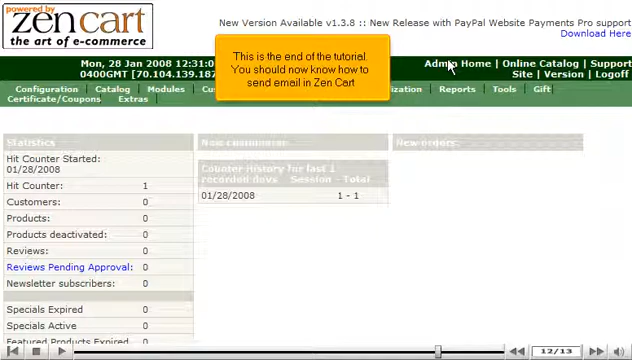 powered by
zen cart
the art of e-commerce
New Version Available v1.3.8 :: New Release with PayPal Website Payments Pro support
Download Here
Mon, 28 Jan 2008 12:31:0
0400GMT [70.104.139.187
Admin Home | Online Catalog | Support
Site | Version | Logoff
This is the end of the tutorial.
You should now know how to
send email in Zen Cart
Configuration Catalog Modules ization Reports Tools Gift
Certificate/Coupons Extras
Statistics
Hit Counter Started:
01/28/2008
Hit Counter: 1
Customers: 0
Products: 0
Products deactivated: 0
Reviews: 0
Reviews Pending Approval: 0
Newsletter subscribers: 0
Specials Expired 0
Specials Active 0
Featured Products Expired 0
New customers
Counter History for last 1
recorded days Session - Total
01/28/2008 1 - 1
New orders
12/13